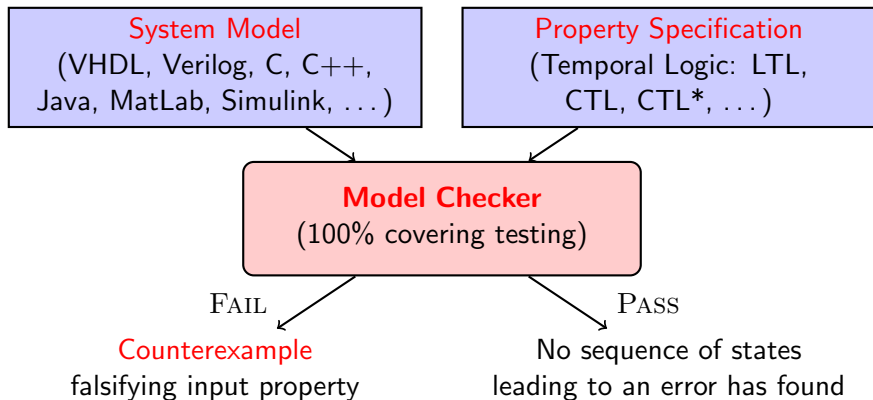 System Model
(VHDL, Verilog, C, C++,
Java, MatLab, Simulink, . . . )
Property Specification
(Temporal Logic: LTL,
CTL, CTL*, . . . )
Model Checker
(100% covering testing)
FAIL
PASS
Counterexample
falsifying input property
No sequence of states
leading to an error has found